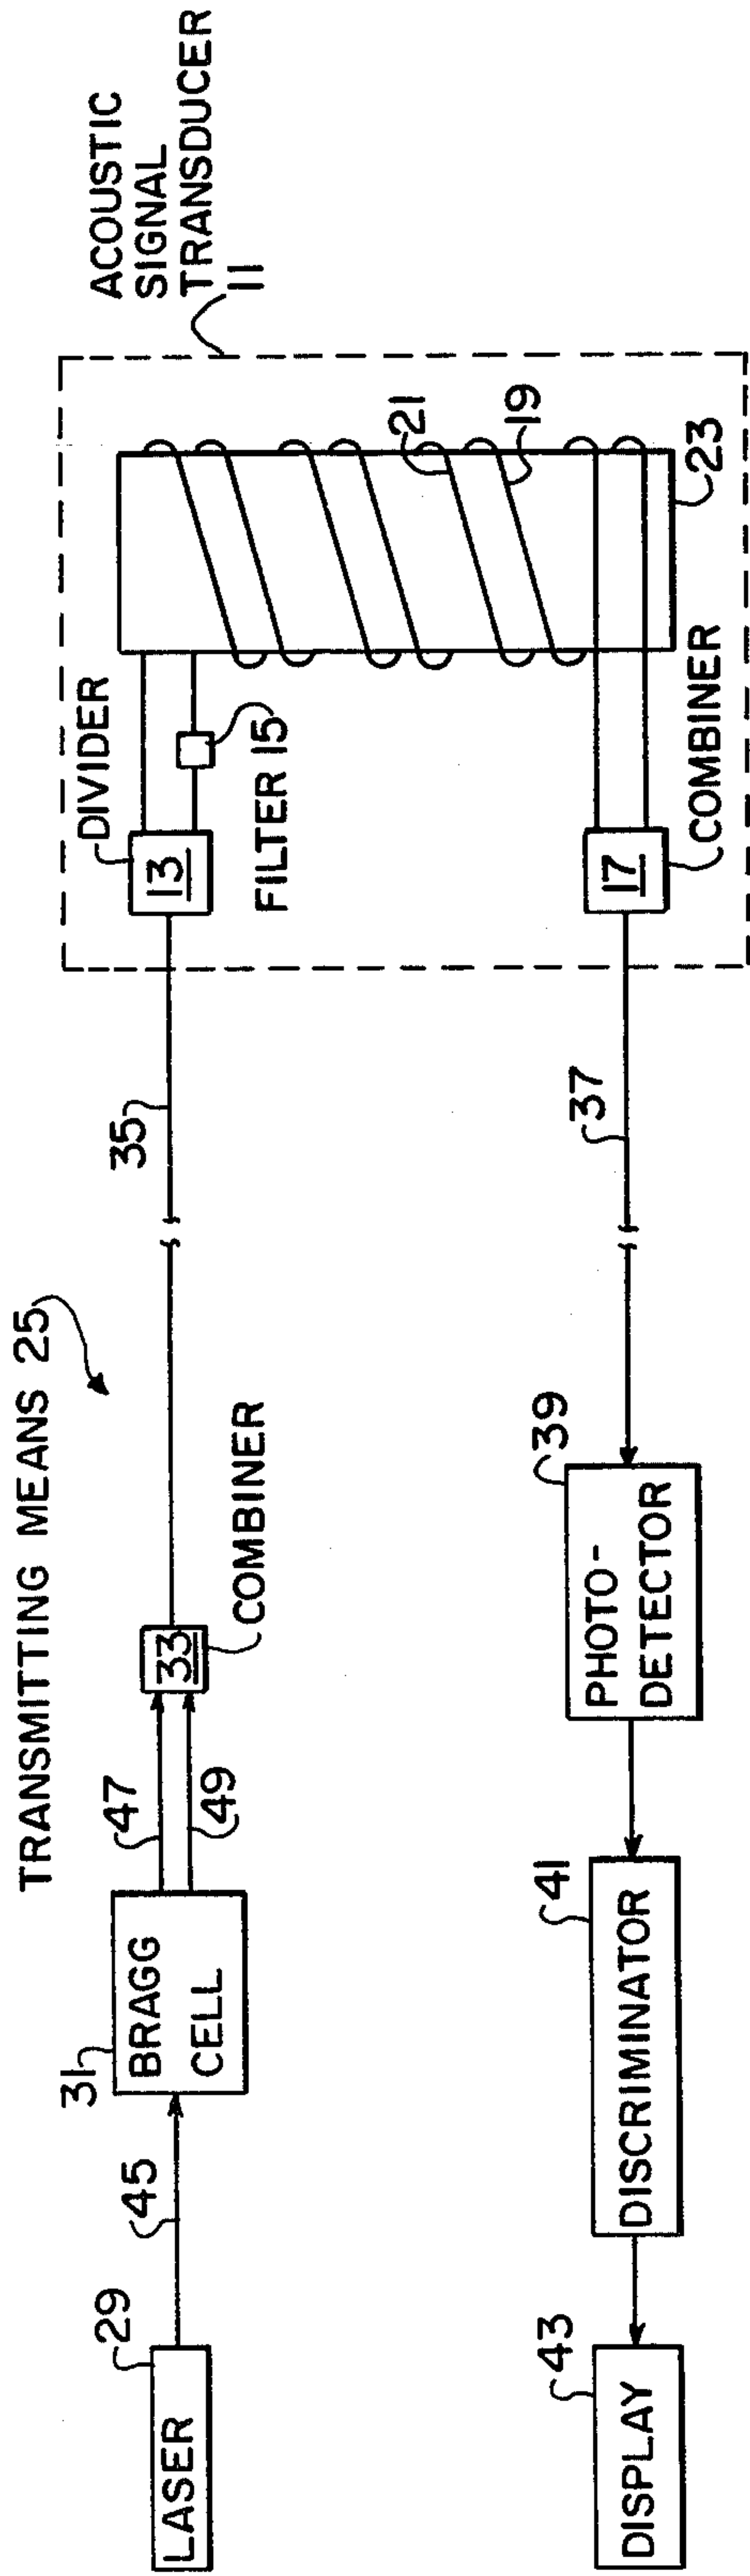 TRANSMITTING MEANS 25
ACOUSTIC
SIGNAL
TRANSDUCER
11
LASER
29
45
31
BRAGG
CELL
47
49
33
COMBINER
35
DIVIDER
13
FILTER 15
21
19
23
17
COMBINER
37
39
PHOTO-
DETECTOR
41
DISCRIMINATOR
43
DISPLAY